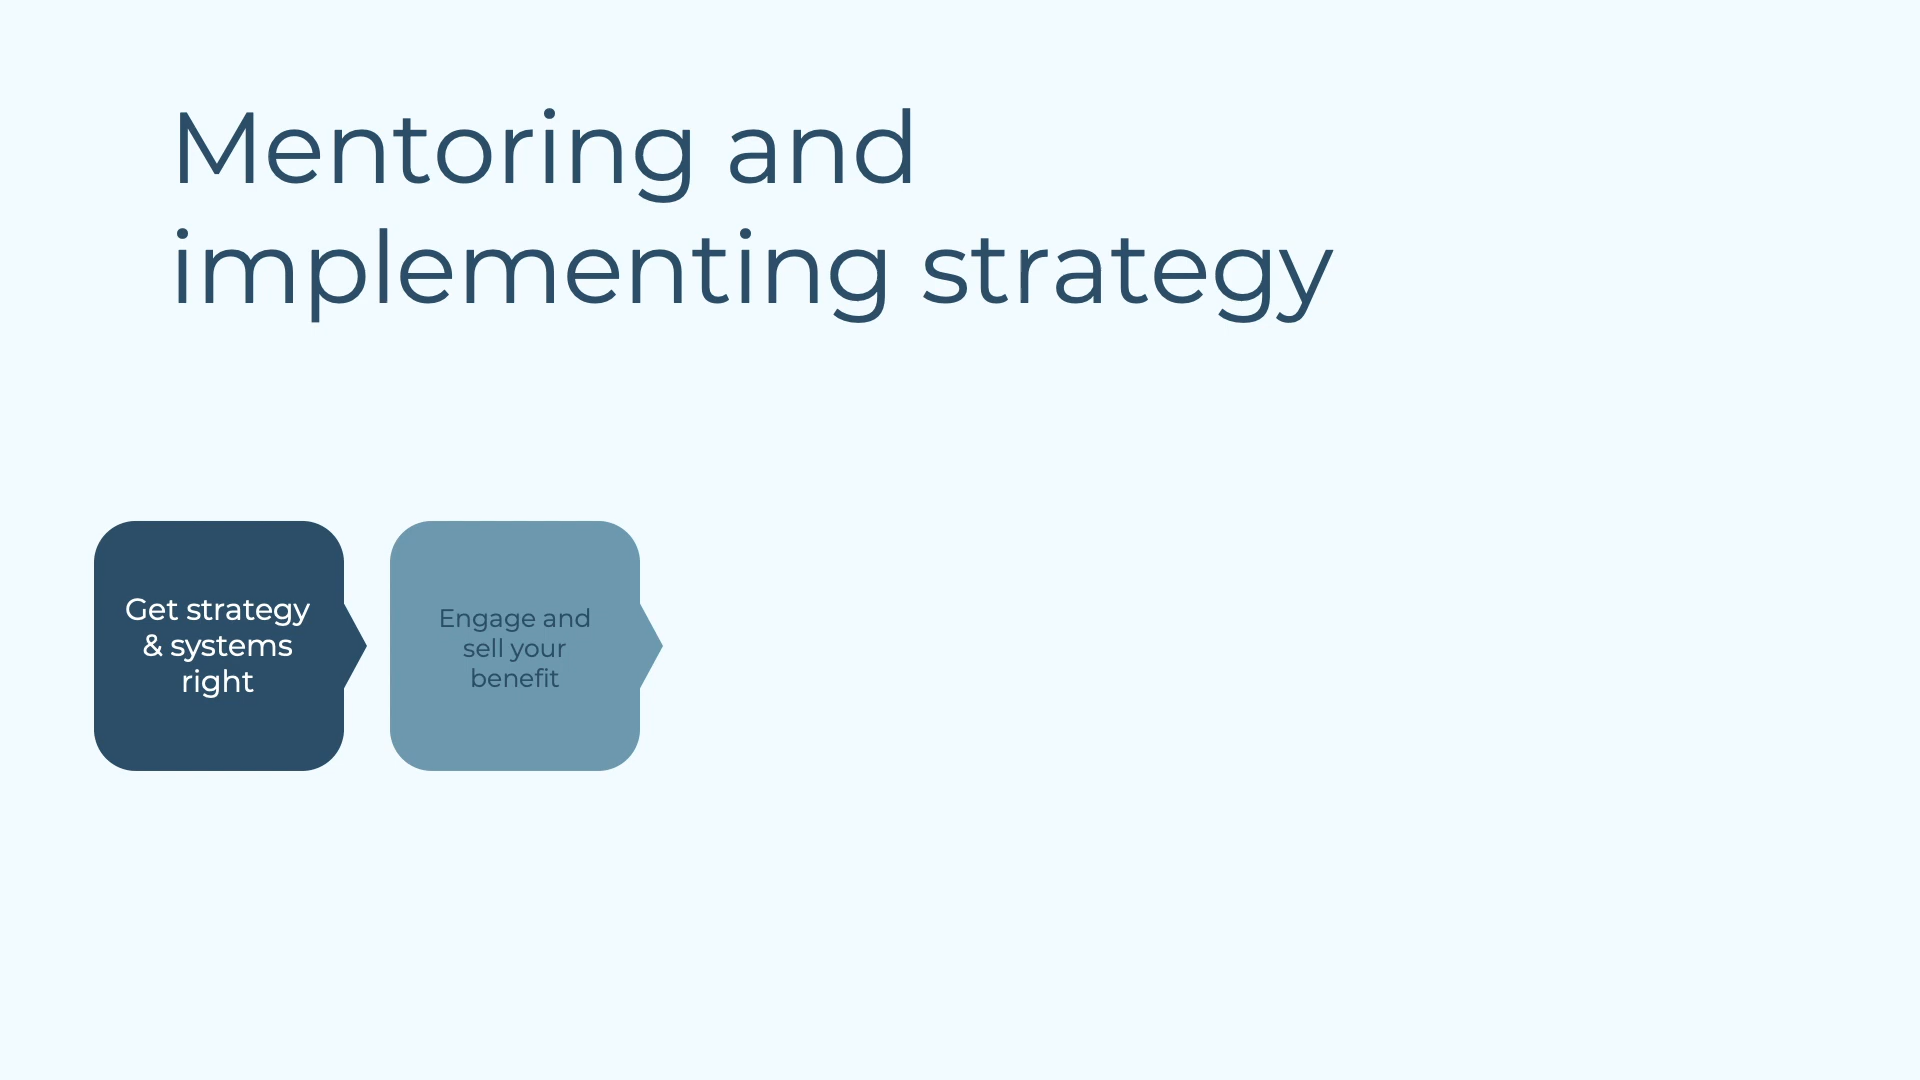 Mentoring and
implementing strategy
Get strategy
& systems
right
Engage and
sell your
benefit